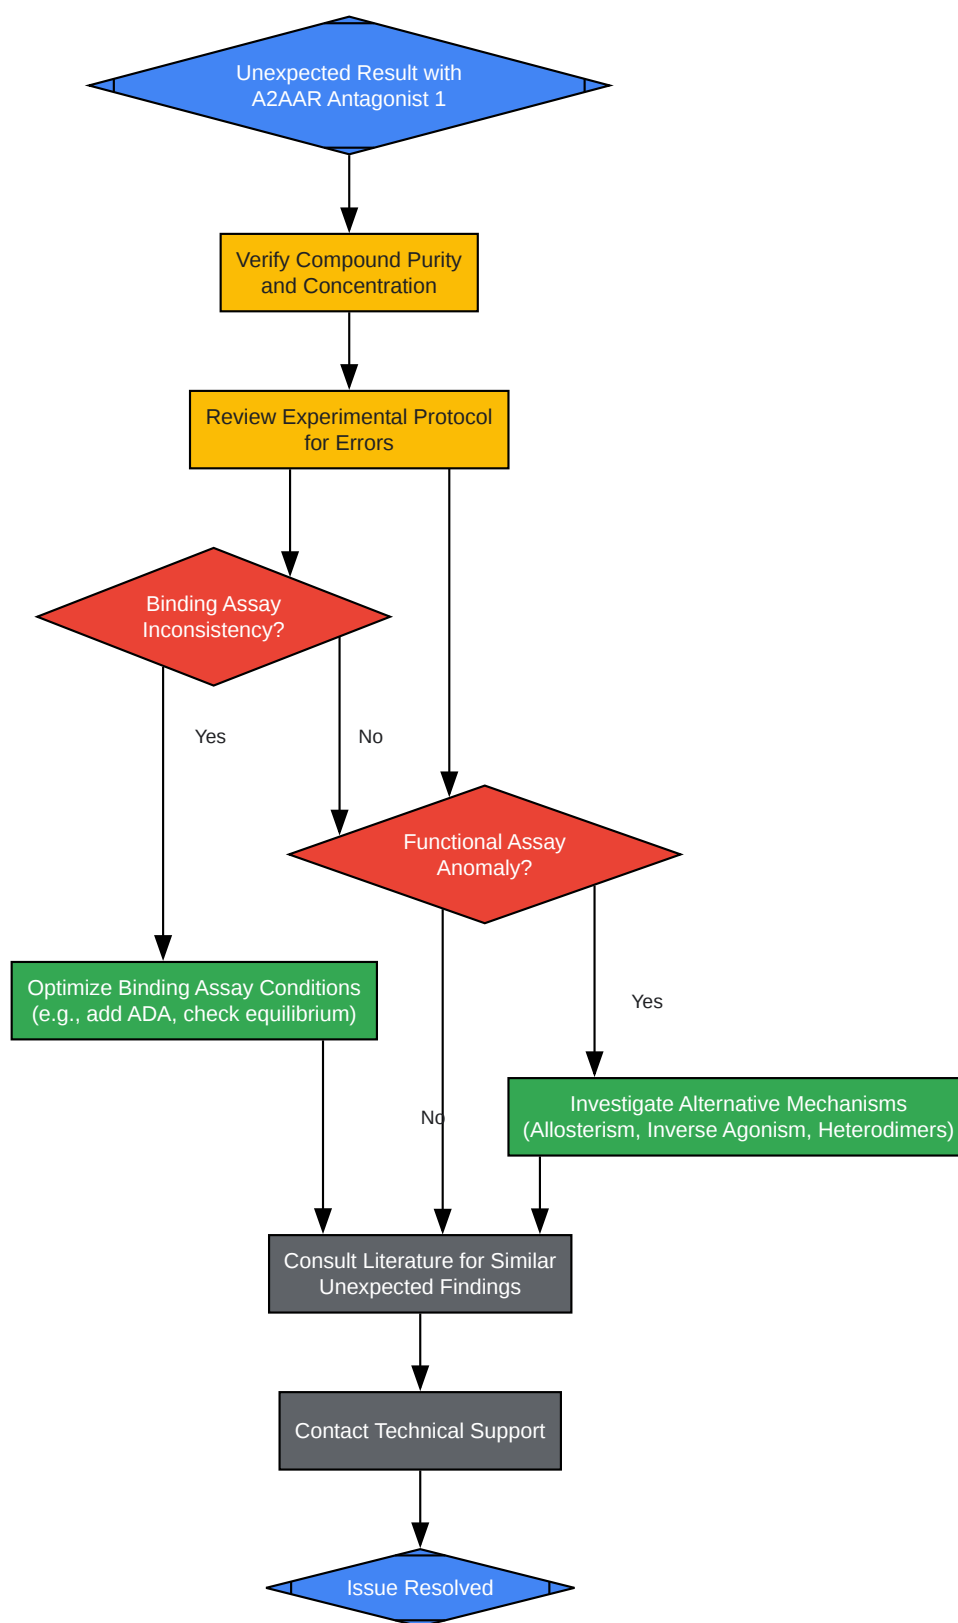 Unexpected Result with
A2AAR Antagonist 1
Verify Compound Purity
and Concentration
Review Experimental Protocol
for Errors
Binding Assay
Inconsistency?
Yes
No
Functional Assay
Anomaly?
Optimize Binding Assay Conditions
(e.g., add ADA, check equilibrium)
Yes
No
Investigate Alternative Mechanisms
(Allosterism, Inverse Agonism, Heterodimers)
Consult Literature for Similar
Unexpected Findings
Contact Technical Support
Issue Resolved